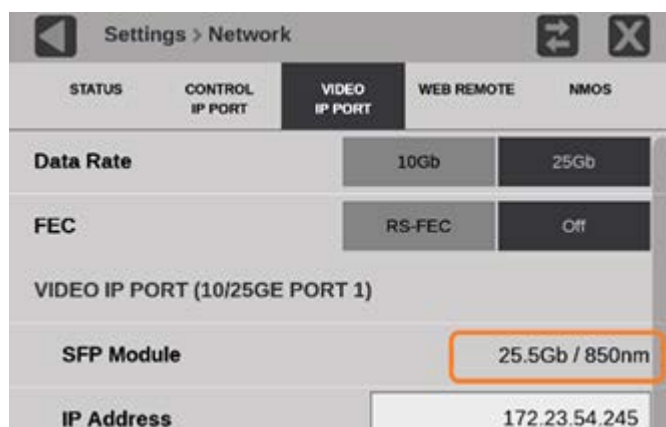 Settings > Network
STATUS
CONTROL
IP PORT
VIDEO
IP PORT
WEB REMOTE
NMOS
Data Rate
10Gb
25Gb
FEC
RS-FEC
Off
VIDEO IP PORT (10/25GE PORT 1)
SFP Module
25.5Gb / 850nm
IP Address
172.23.54.245